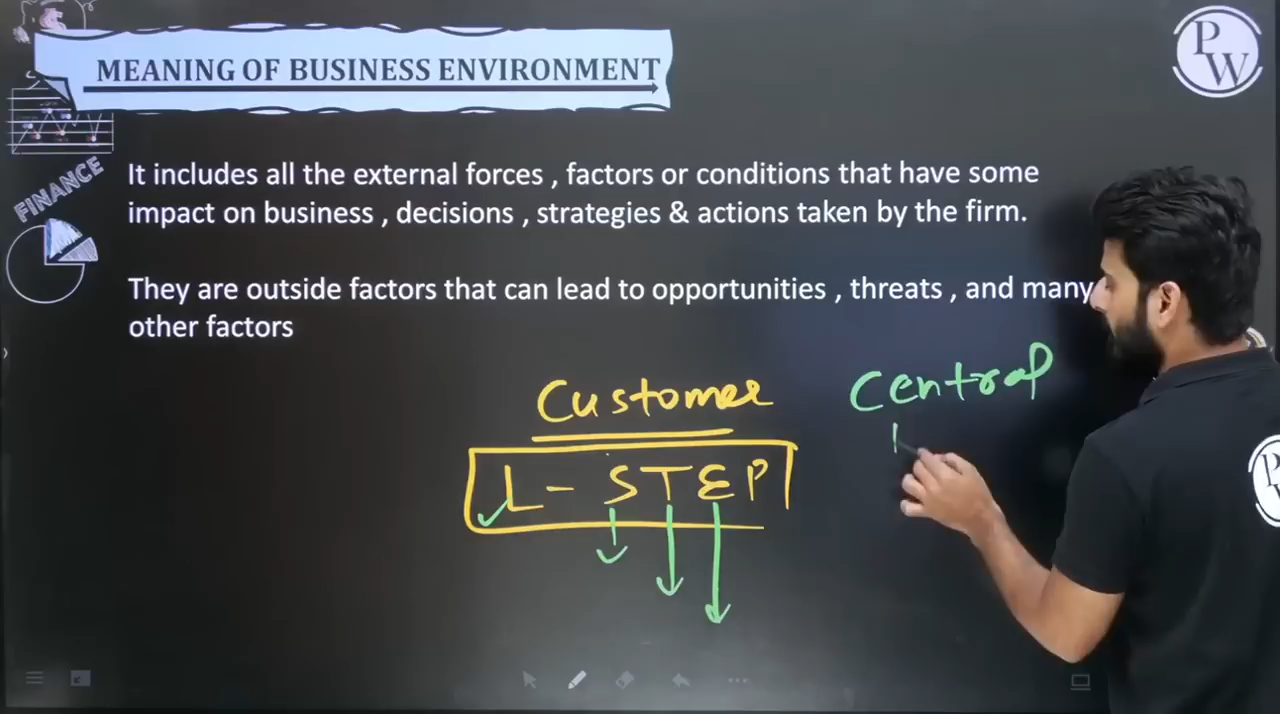 MEANING OF BUSINESS ENVIRONMENT
PW
FINANCE
It includes all the external forces , factors or conditions that have some
impact on business , decisions , strategies & actions taken by the firm.
They are outside factors that can lead to opportunities , threats , and many
other factors
Customer
Central
L - STEP